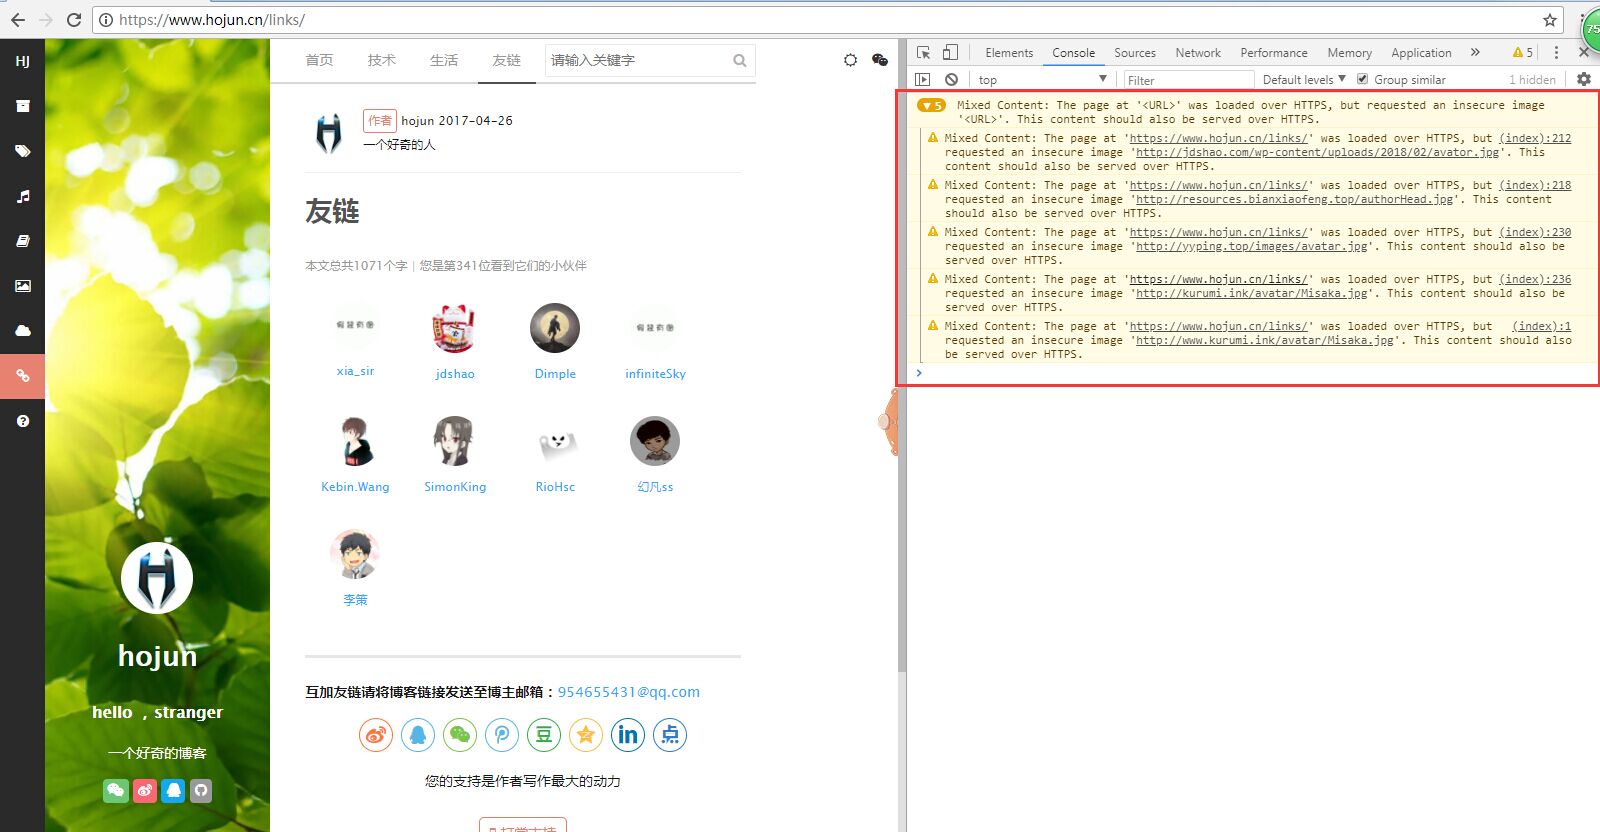 https://www.hojun.cn/links/
75
HJ
首页 技术 生活 友链 请输入关键字
作者 hojun 2017-04-26
一个好奇的人
友链
本文总共1071个字 | 您是第341位看到它们的小伙伴
xia_sir jdshao Dimple infiniteSky
Kebin.Wang SimonKing RioHsc 幻凡ss
李策
互加友链请将博客链接发送至博主邮箱：954655431@qq.com
豆 in 点
您的支持是作者写作最大的动力
打赏支持
hojun
hello ，stranger
一个好奇的博客
Elements Console Sources Network Performance Memory Application » 5
top Filter Default levels Group similar 1 hidden
5 Mixed Content: The page at '<URL>' was loaded over HTTPS, but requested an insecure image
'<URL>'. This content should also be served over HTTPS.
Mixed Content: The page at 'https://www.hojun.cn/links/' was loaded over HTTPS, but (index):212
requested an insecure image 'http://jdshao.com/wp-content/uploads/2018/02/avator.jpg'. This
content should also be served over HTTPS.
Mixed Content: The page at 'https://www.hojun.cn/links/' was loaded over HTTPS, but (index):218
requested an insecure image 'http://resources.bianxiaofeng.top/authorHead.jpg'. This content
should also be served over HTTPS.
Mixed Content: The page at 'https://www.hojun.cn/links/' was loaded over HTTPS, but (index):230
requested an insecure image 'http://yyping.top/images/avatar.jpg'. This content should also be
served over HTTPS.
Mixed Content: The page at 'https://www.hojun.cn/links/' was loaded over HTTPS, but (index):236
requested an insecure image 'http://kurumi.ink/avatar/Misaka.jpg'. This content should also be
served over HTTPS.
Mixed Content: The page at 'https://www.hojun.cn/links/' was loaded over HTTPS, but (index):1
requested an insecure image 'http://www.kurumi.ink/avatar/Misaka.jpg'. This content should also
be served over HTTPS.